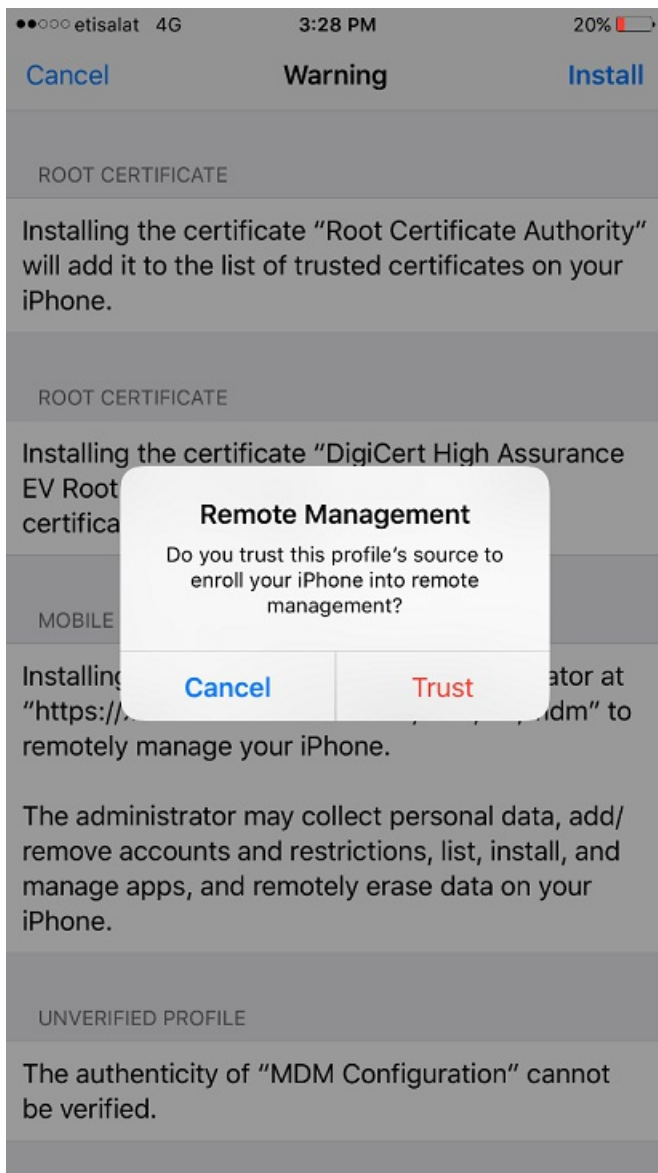 etisalat 4G 3:28 PM 20%
Cancel Warning Install
ROOT CERTIFICATE
Installing the certificate “Root Certificate Authority”
will add it to the list of trusted certificates on your
iPhone.
ROOT CERTIFICATE
Installing the certificate “DigiCert High Assurance
EV Root
certifica
Remote Management
Do you trust this profile’s source to
enroll your iPhone into remote
management?
Cancel Trust
MOBILE
Installing ator at
“https:// mdm” to
remotely manage your iPhone.
The administrator may collect personal data, add/
remove accounts and restrictions, list, install, and
manage apps, and remotely erase data on your
iPhone.
UNVERIFIED PROFILE
The authenticity of “MDM Configuration” cannot
be verified.